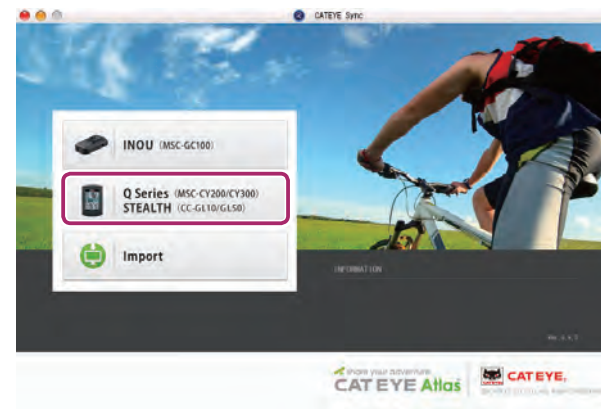 CATEYE Sync
INOU (MSC-GC100)
Q Series (MSC-CY200/CY300)
STEALTH (CC-GL10/GL50)
Import
INFORMATION
share your adventure
CATEYE Atlas
CATEYE®